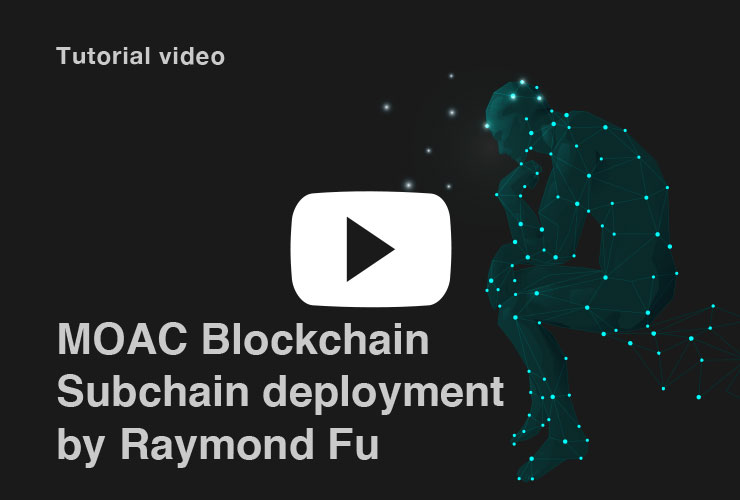 Tutorial video
MOAC Blockchain
Subchain deployment
by Raymond Fu